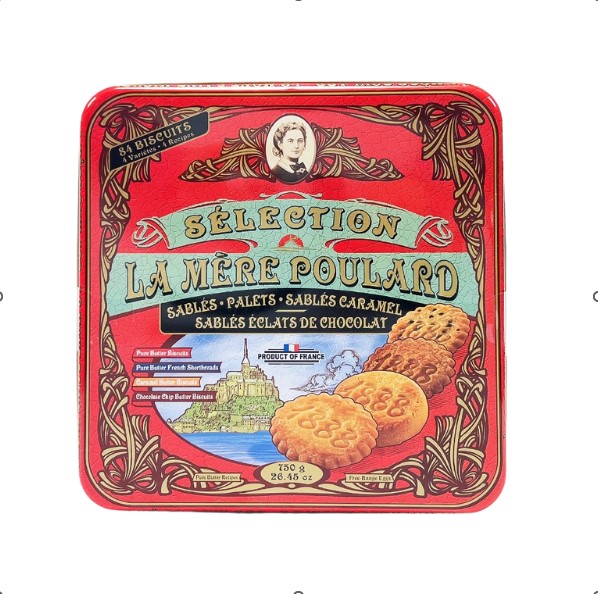 84 BISCUITS
4 Variétés - 4 Recipes
SÉLECTION
LA MÈRE POULARD
SABLÉS • PALETS • SABLÉS CARAMEL
SABLÉS ÉCLATS DE CHOCOLAT
PRODUCT OF FRANCE
Pure Butter Biscuits
Pure Butter French Shortbreads
Caramel Butter Biscuits
Chocolate Chip Butter Biscuits
1888
1888
750 g
26.45 oz
Pure Butter Recipes
Free-Range Eggs